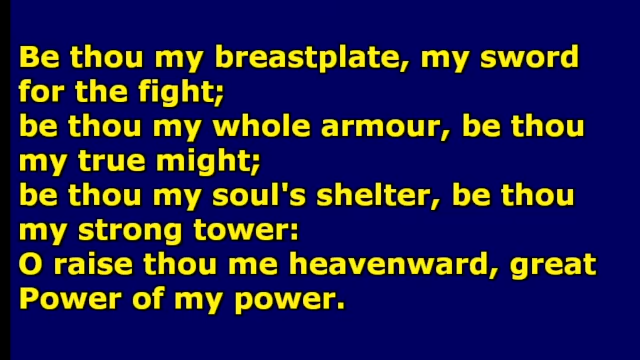 Be thou my breastplate, my sword
for the fight;
be thou my whole armour, be thou
my true might;
be thou my soul's shelter, be thou
my strong tower:
O raise thou me heavenward, great
Power of my power.